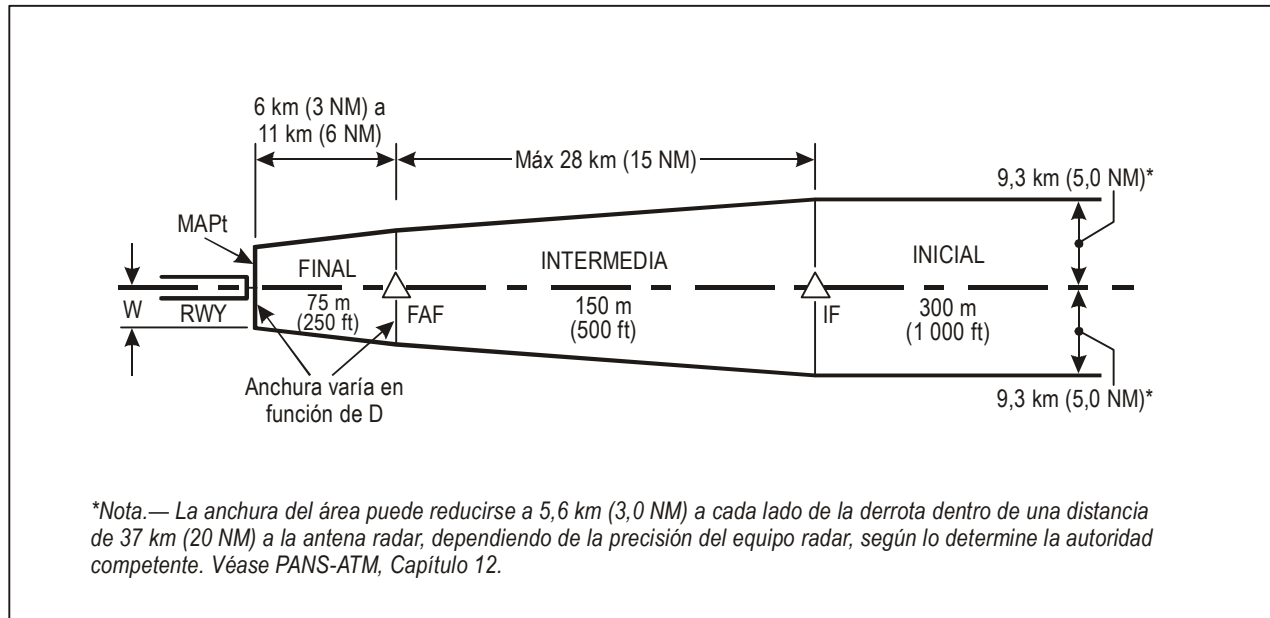 6 km (3 NM) a
11 km (6 NM)
Máx 28 km (15 NM)
9,3 km (5,0 NM)*
MAPt
FINAL
INTERMEDIA
INICIAL
W
RWY
75 m
(250 ft)
FAF
150 m
(500 ft)
IF
300 m
(1 000 ft)
Anchura varía en
función de D
9,3 km (5,0 NM)*
*Nota.— La anchura del área puede reducirse a 5,6 km (3,0 NM) a cada lado de la derrota dentro de una distancia
de 37 km (20 NM) a la antena radar, dependiendo de la precisión del equipo radar, según lo determine la autoridad
competente. Véase PANS-ATM, Capítulo 12.